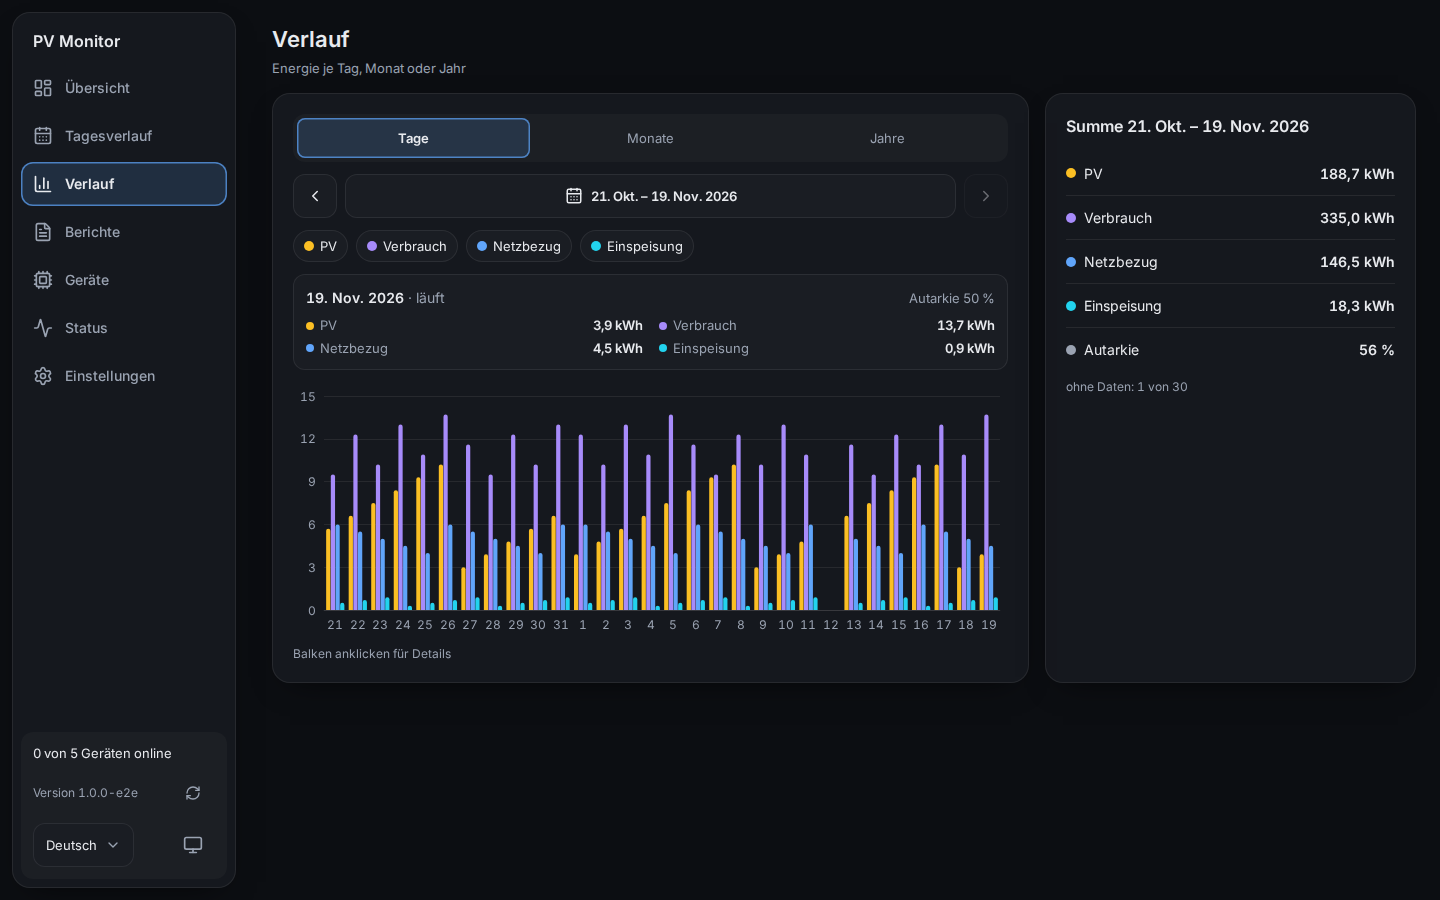 PV Monitor
Übersicht
Tagesverlauf
Verlauf
Berichte
Geräte
Status
Einstellungen
0 von 5 Geräten online
Version 1.0.0-e2e
Deutsch
Verlauf
Energie je Tag, Monat oder Jahr
Tage Monate Jahre
21. Okt. – 19. Nov. 2026
PV Verbrauch Netzbezug Einspeisung
19. Nov. 2026 · läuft Autarkie 50 %
PV 3,9 kWh Verbrauch 13,7 kWh
Netzbezug 4,5 kWh Einspeisung 0,9 kWh
15
12
9
6
3
0
21 22 23 24 25 26 27 28 29 30 31 1 2 3 4 5 6 7 8 9 10 11 12 13 14 15 16 17 18 19
Balken anklicken für Details
Summe 21. Okt. – 19. Nov. 2026
PV 188,7 kWh
Verbrauch 335,0 kWh
Netzbezug 146,5 kWh
Einspeisung 18,3 kWh
Autarkie 56 %
ohne Daten: 1 von 30